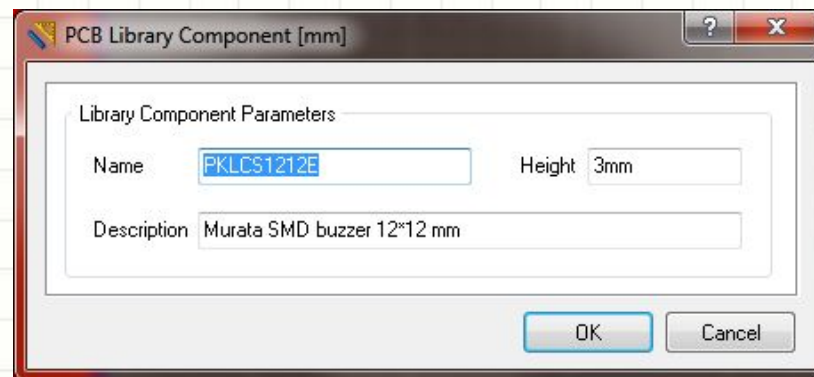 PCB Library Component [mm]
Library Component Parameters
Name PKLCS1212E Height 3mm
Description Murata SMD buzzer 12*12 mm
OK Cancel